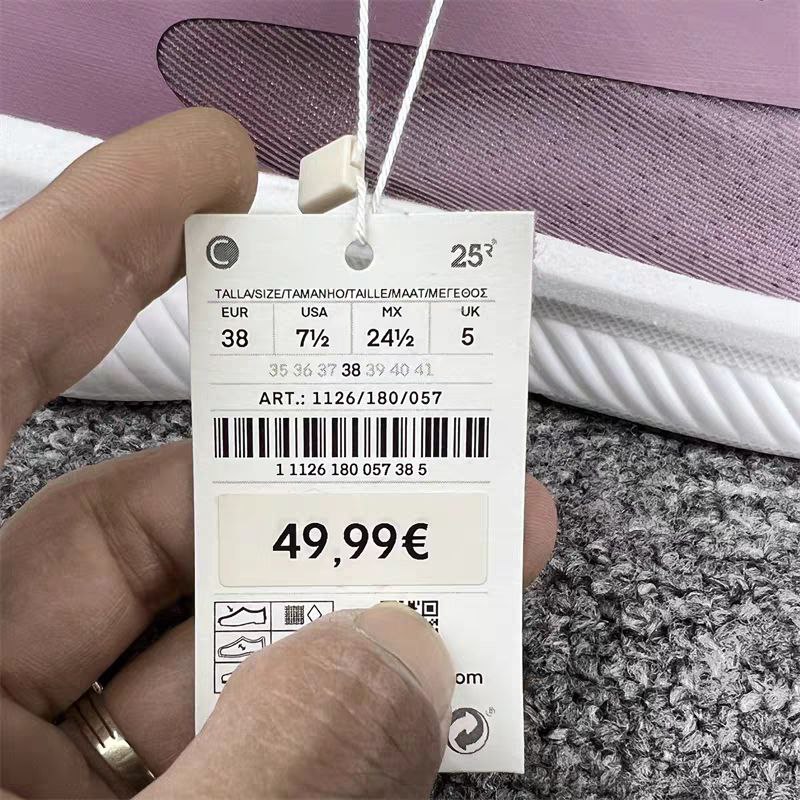 C 25R
TALLA/SIZE/TAMANHO/TAILLE/MAAT/ΜΕΓΕΘΟΣ
EUR USA MX UK
38 7½ 24½ 5
35 36 37 38 39 40 41
ART.: 1126/180/057
1 1126 180 057 38 5
49,99€
om